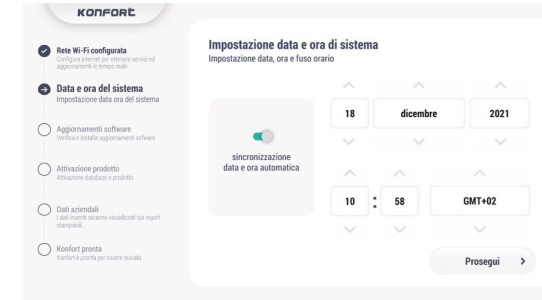 KONFORT
Rete Wi-Fi configurata
Configura internet per ottenere servizi ed
aggiornamenti in tempo reale
Data e ora del sistema
Impostazione data ora del sistema
Aggiornamenti software
Verifica e installa aggiornamenti software
Attivazione prodotto
Attivazione database e prodotto
Dati aziendali
I dati inseriti saranno visualizzati sui report
stampabili.
Konfort pronta
Konfort è pronta per essere avviata
Impostazione data e ora di sistema
Impostazione data, ora e fuso orario
sincronizzazione
data e ora automatica
18 dicembre 2021
10 : 58 GMT+02
Prosegui >